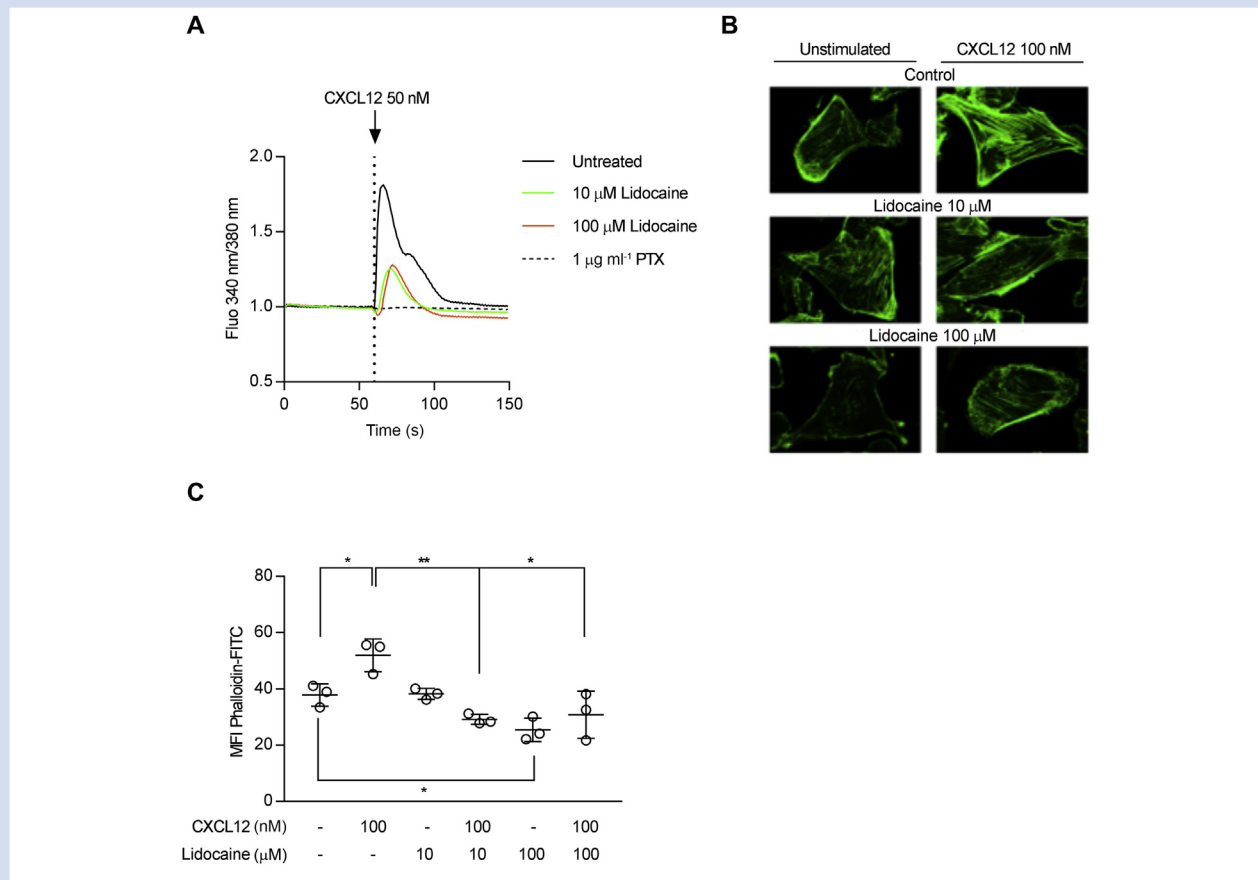 A
CXCL12 50 nM
2.0
1.5
1.0
0.5
Fluo 340 nm/380 nm
0 50 100 150
Time (s)
Untreated
10 μM Lidocaine
100 μM Lidocaine
1 μg ml⁻¹ PTX
B
Unstimulated CXCL12 100 nM
Control
Lidocaine 10 μM
Lidocaine 100 μM
C
* ** *
80
60
40
20
0
MFI Phalloidin-FITC
*
CXCL12 (nM) - 100 - 100 - 100
Lidocaine (μM) - - 10 10 100 100